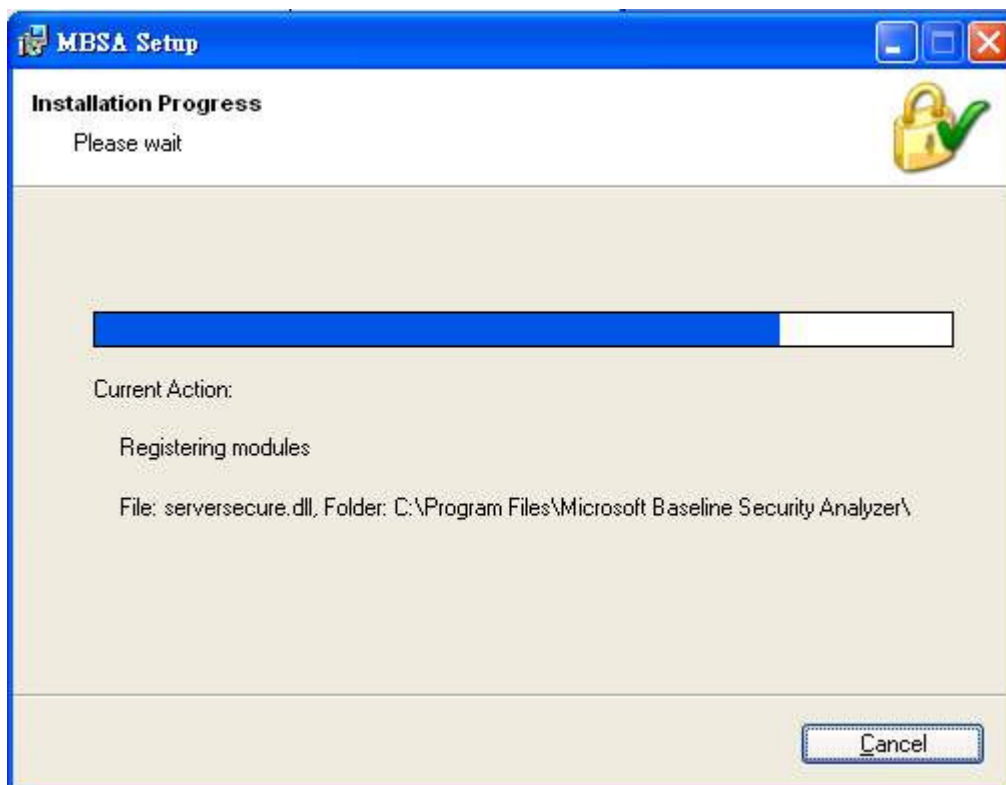 MBSA Setup
Installation Progress
Please wait
Current Action:
Registering modules
File: serversecure.dll, Folder: C:\Program Files\Microsoft Baseline Security Analyzer\
Cancel